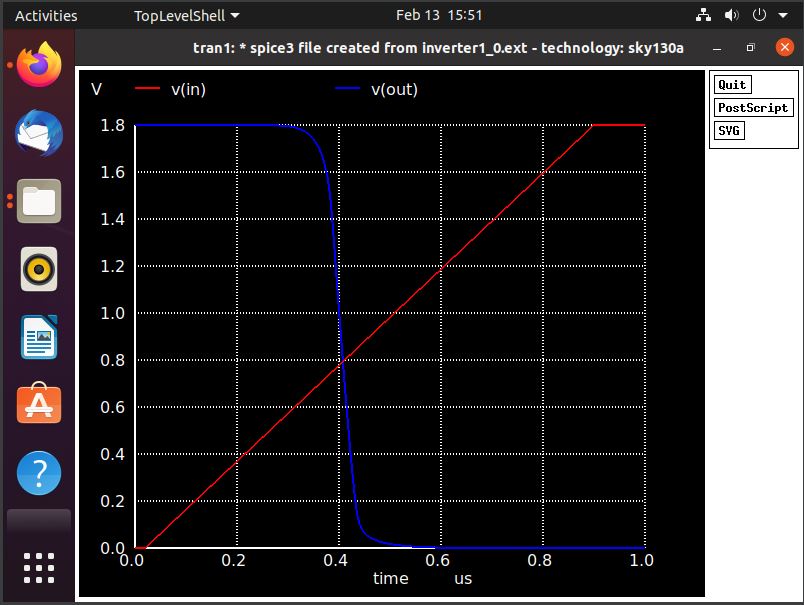 Activities TopLevelShell Feb 13 15:51
tran1: * spice3 file created from inverter1_0.ext - technology: sky130a
V v(in) v(out)
Quit
PostScript
SVG
1.8
1.6
1.4
1.2
1.0
0.8
0.6
0.4
0.2
0.0
0.0 0.2 0.4 0.6 0.8 1.0
time us